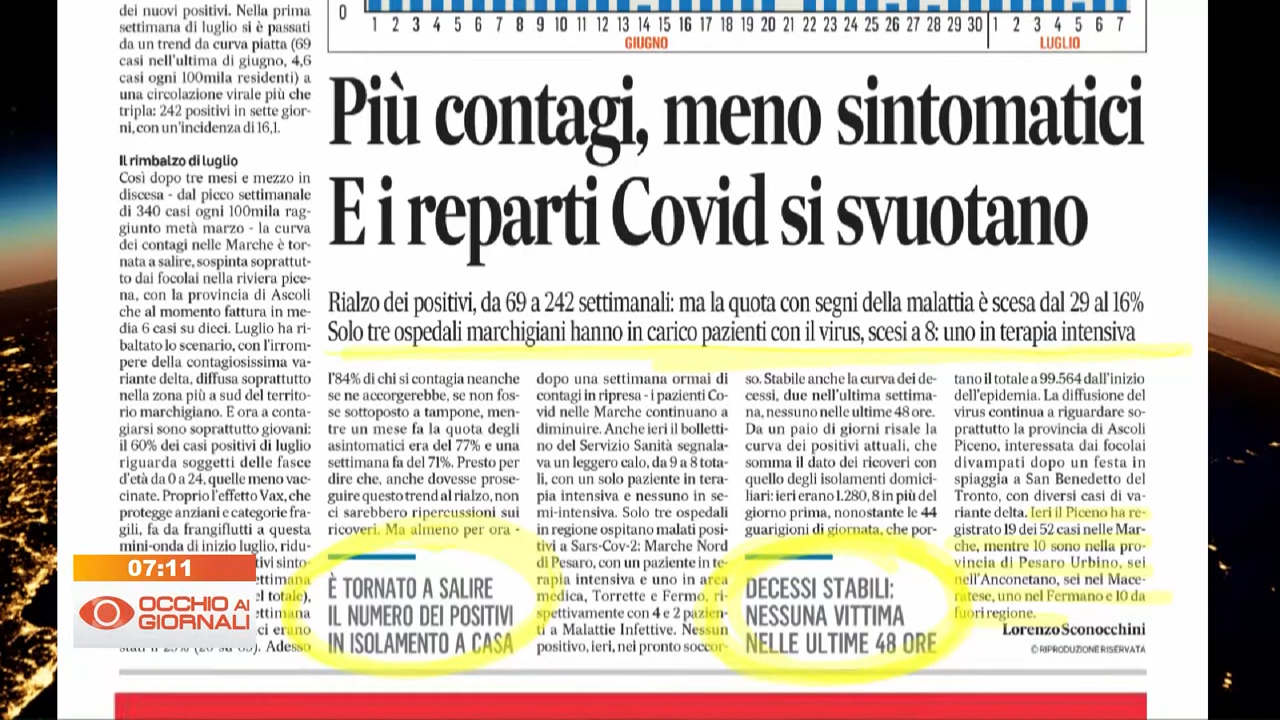 dei nuovi positivi. Nella prima
settimana di luglio si è passati
da un trend da curva piatta (69
casi nell'ultima di giugno, 4,6
casi ogni 100mila residenti) a
una circolazione virale più che
tripla: 242 positivi in sette gior-
ni, con un'incidenza di 16,1.
Il rimbalzo di luglio
Così dopo tre mesi e mezzo in
discesa - dal picco settimanale
di 340 casi ogni 100mila rag-
giunto metà marzo - la curva
dei contagi nelle Marche è tor-
nata a salire, sospinta soprattut-
to dai focolai nella riviera pice-
na, con la provincia di Ascoli
che al momento fattura in me-
dia 6 casi su dieci. Luglio ha ri-
baltato lo scenario, con l'irrom-
pere della contagiosissima va-
riante delta, diffusa soprattutto
nella zona più a sud del territo-
rio marchigiano. E ora a conta-
giarsi sono soprattutto giovani:
il 60% dei casi positivi di luglio
riguarda soggetti delle fasce
d'età da 0 a 24, quelle meno vac-
cinate. Proprio l'effetto Vax, che
protegge anziani e categorie fra-
gili, fa da frangiflutti a questa
mini-onda di inizio luglio, ridu-
tivi sinto-
ettimana
el totale),
ettimana
ci erano
Adesso
0
1 2 3 4 5 6 7 8 9 10 11 12 13 14 15 16 17 18 19 20 21 22 23 24 25 26 27 28 29 30 1 2 3 4 5 6 7
GIUGNO LUGLIO
Più contagi, meno sintomatici
E i reparti Covid si svuotano
Rialzo dei positivi, da 69 a 242 settimanali: ma la quota con segni della malattia è scesa dal 29 al 16%
Solo tre ospedali marchigiani hanno in carico pazienti con il virus, scesi a 8: uno in terapia intensiva
l'84% di chi si contagia neanche
se ne accorgerebbe, se non fos-
se sottoposto a tampone, men-
tre un mese fa la quota degli
asintomatici era del 77% e una
settimana fa del 71%. Presto per
dire che, anche dovesse prose-
guire questo trend al rialzo, non
ci sarebbero ripercussioni sui
ricoveri. Ma almeno per ora -
È TORNATO A SALIRE
IL NUMERO DEI POSITIVI
IN ISOLAMENTO A CASA
dopo una settimana ormai di
contagi in ripresa - i pazienti Co-
vid nelle Marche continuano a
diminuire. Anche ieri il bolletti-
no del Servizio Sanità segnala-
va un leggero calo, da 9 a 8 tota-
li, con un solo paziente in tera-
pia intensiva e nessuno in se-
mi-intensiva. Solo tre ospedali
in regione ospitano malati posi-
tivi a Sars-Cov-2: Marche Nord
di Pesaro, con un paziente in te-
rapia intensiva e uno in area
medica, Torrette e Fermo, ri-
spettivamente con 4 e 2 pazien-
ti a Malattie Infettive. Nessun
positivo, ieri, nei pronto soccor-
so. Stabile anche la curva dei de-
cessi, due nell'ultima settima-
na, nessuno nelle ultime 48 ore.
Da un paio di giorni risale la
curva dei positivi attuali, che
somma il dato dei ricoveri con
quello degli isolamenti domici-
liari: ieri erano 1.280, 8 in più del
giorno prima, nonostante le 44
guarigioni di giornata, che por-
DECESSI STABILI:
NESSUNA VITTIMA
NELLE ULTIME 48 ORE
tano il totale a 99.564 dall'inizio
dell'epidemia. La diffusione del
virus continua a riguardare so-
prattutto la provincia di Ascoli
Piceno, interessata dai focolai
divampati dopo un festa in
spiaggia a San Benedetto del
Tronto, con diversi casi di va-
riante delta. Ieri il Piceno ha re-
gistrato 19 dei 52 casi nelle Mar-
che, mentre 10 sono nella pro-
vincia di Pesaro Urbino, sei
nell'Anconetano, sei nel Mace-
ratese, uno nel Fermano e 10 da
fuori regione.
Lorenzo Sconocchini
© RIPRODUZIONE RISERVATA
07:11
OCCHIO AI
GIORNALI